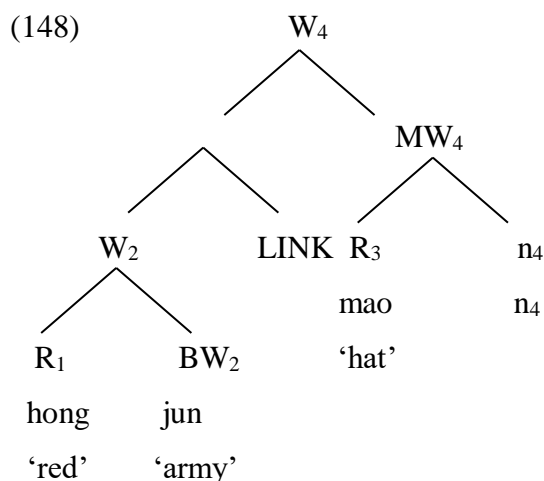 (148) W₄
MW₄
W₂ LINK R₃ n₄
mao n₄
R₁ BW₂ ‘hat’
hong jun
‘red’ ‘army’